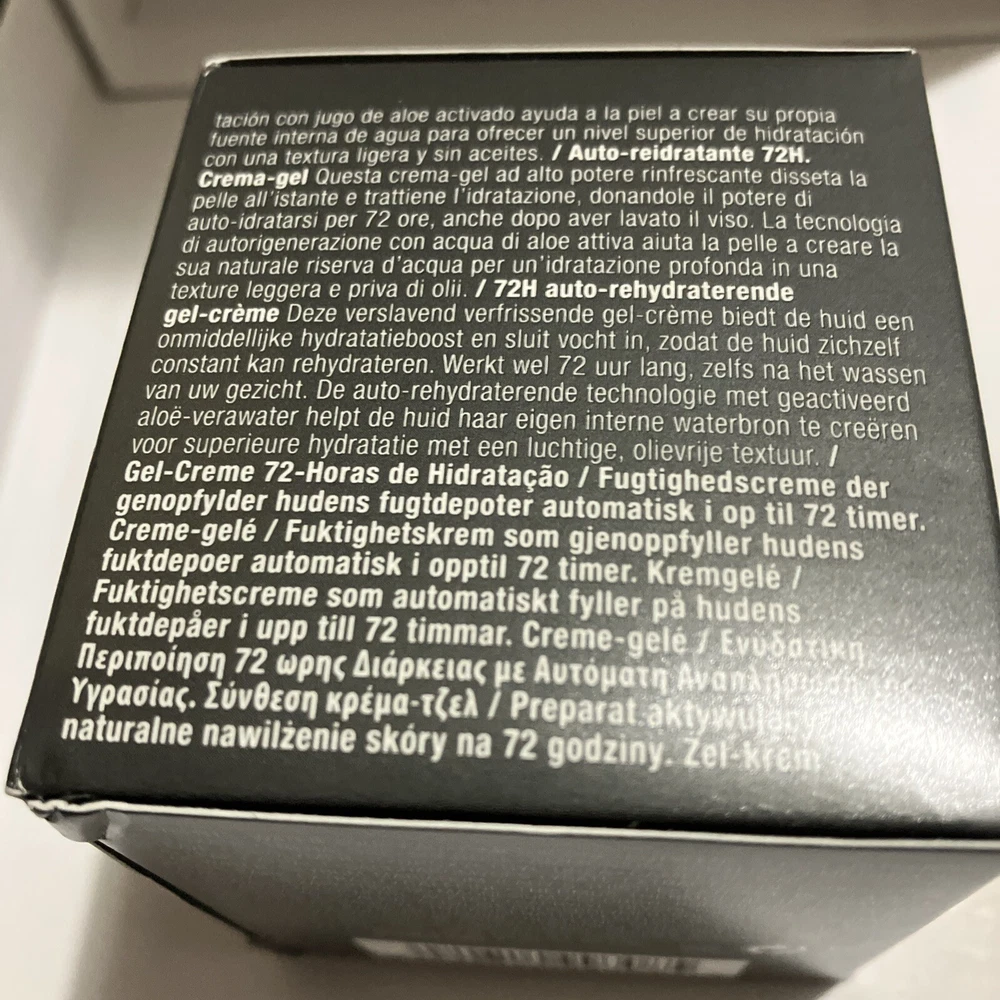 tación con jugo de aloe activado ayuda a la piel a crear su propia
fuente interna de agua para ofrecer un nivel superior de hidratación
con una textura ligera y sin aceites. / Auto-reidratante 72H.
Crema-gel Questa crema-gel ad alto potere rinfrescante disseta la
pelle all'istante e trattiene l'idratazione, donandole il potere di
auto-idratarsi per 72 ore, anche dopo aver lavato il viso. La tecnologia
di autorigenerazione con acqua di aloe attiva aiuta la pelle a creare la
sua naturale riserva d'acqua per un'idratazione profonda in una
texture leggera e priva di olii. / 72H auto-rehydraterende
gel-crème Deze verslavend verfrissende gel-crème biedt de huid een
onmiddellijke hydratatieboost en sluit vocht in, zodat de huid zichzelf
constant kan rehydrateren. Werkt wel 72 uur lang, zelfs na het wassen
van uw gezicht. De auto-rehydraterende technologie met geactiveerd
aloë-verawater helpt de huid haar eigen interne waterbron te creëren
voor superieure hydratatie met een luchtige, olievrije textuur. /
Gel-Creme 72-Horas de Hidratação / Fugtighedscreme der
genopfylder hudens fugtdepoter automatisk i op til 72 timer.
Creme-gelé / Fuktighetskrem som gjenoppfyller hudens
fuktdepoer automatisk i opptil 72 timer. Kremgelé /
Fuktighetscreme som automatiskt fyller på hudens
fuktdepåer i upp till 72 timmar. Creme-gelé / Ενυδατική
Περιποίηση 72 ωρης Διάρκειας με Αυτόματη
Υγρασίας. Σύνθεση κρέμα-τζελ / Preparat aktywujący
naturalne nawilżenie skóry na 72 godziny. Żel-krem